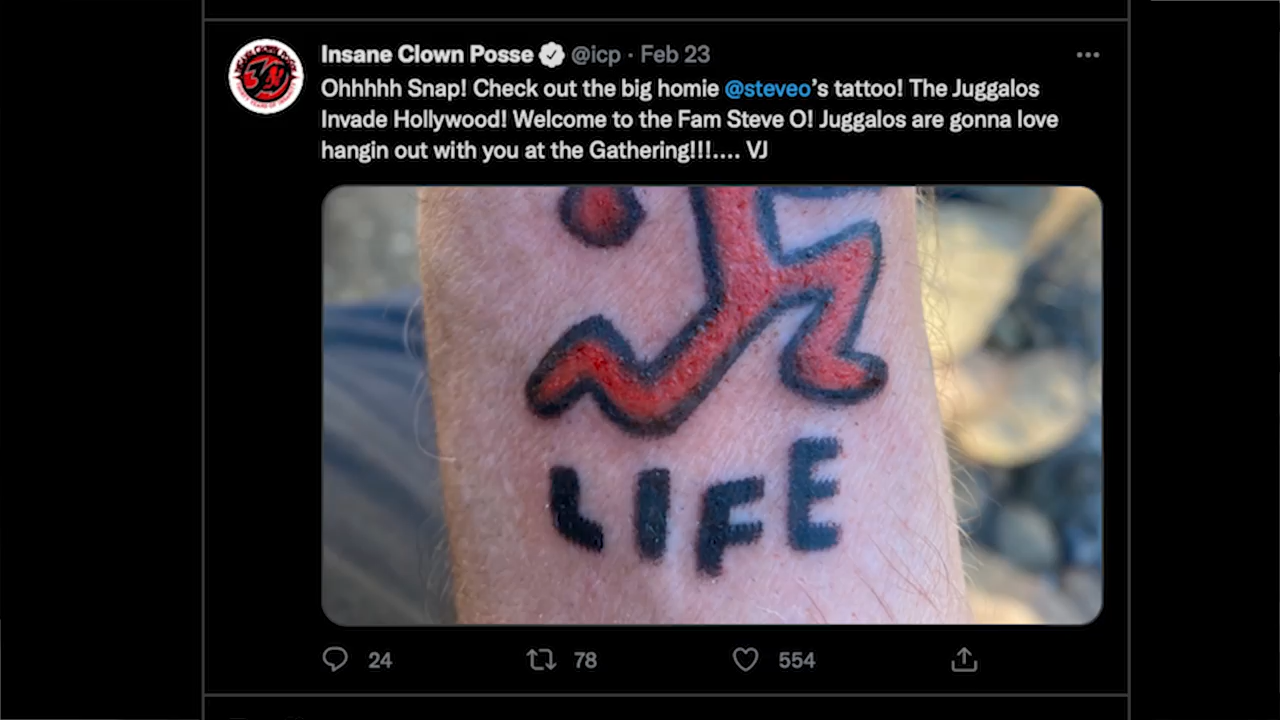 Insane Clown Posse @icp · Feb 23
Ohhhhh Snap! Check out the big homie @steveo's tattoo! The Juggalos
Invade Hollywood! Welcome to the Fam Steve O! Juggalos are gonna love
hangin out with you at the Gathering!!!.... VJ
LIFE
24 78 554